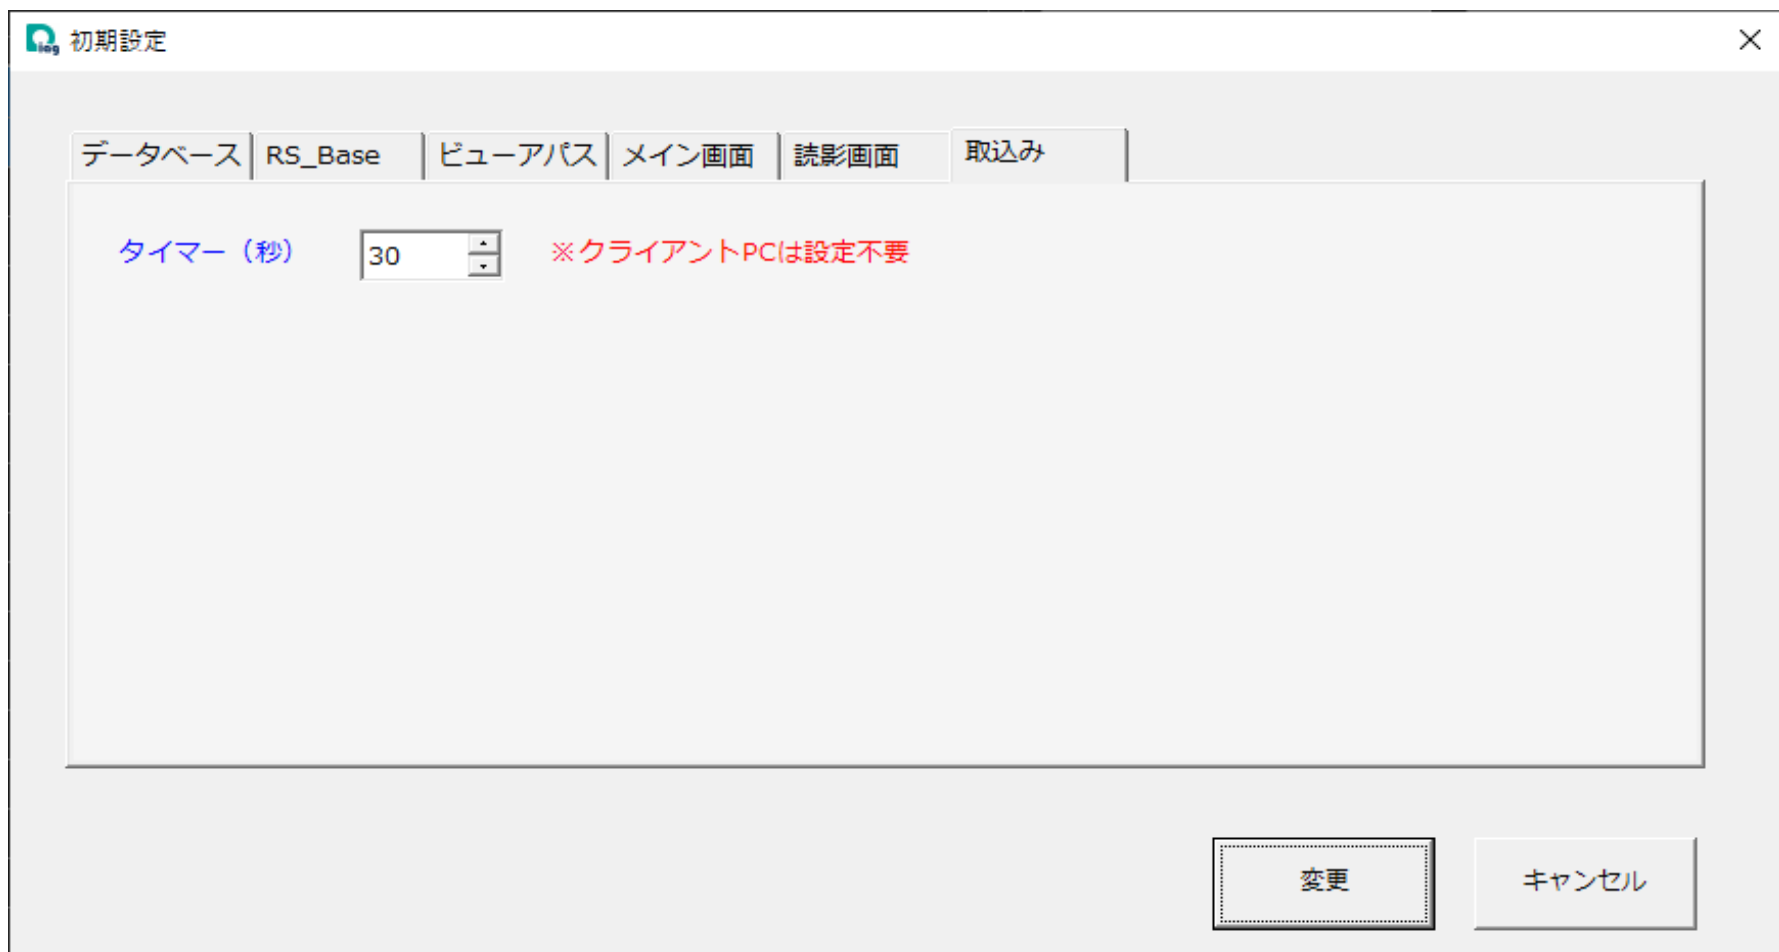 Diag 初期設定
データベース RS_Base ビューアパス メイン画面 読影画面 取込み
タイマー（秒） 30 ※クライアントPCは設定不要
変更 キャンセル